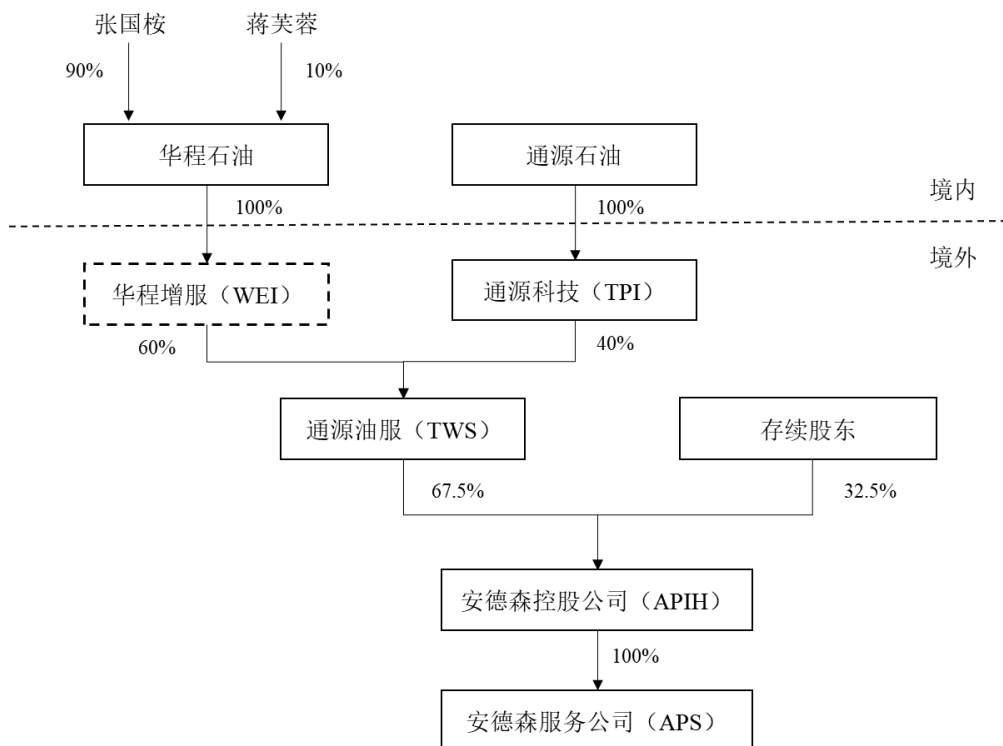 张国桉
蒋芙蓉
90%
10%
华程石油
通源石油
境内
100%
100%
境外
华程增服（WEI）
通源科技（TPI）
60%
40%
通源油服（TWS）
存续股东
67.5%
32.5%
安德森控股公司（APIH）
100%
安德森服务公司（APS）